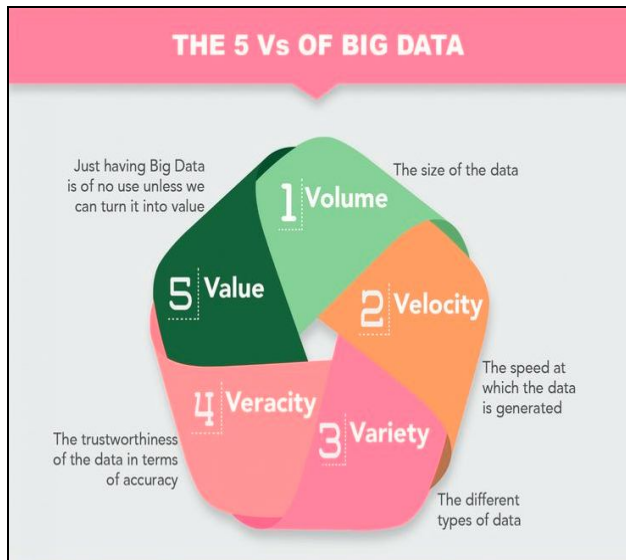 THE 5 Vs OF BIG DATA
Just having Big Data
is of no use unless we
can turn it into value
1 Volume
The size of the data
2 Velocity
The speed at
which the data
is generated
3 Variety
The different
types of data
4 Veracity
The trustworthiness
of the data in terms
of accuracy
5 Value